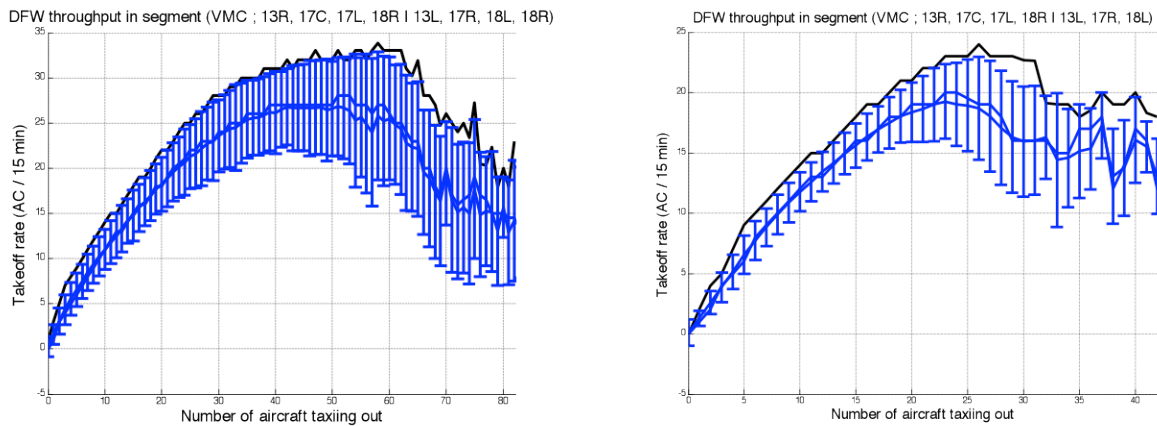 DFW throughput in segment (VMC ; 13R, 17C, 17L, 18R I 13L, 17R, 18L, 18R)
35
30
25
20
15
10
5
0
-5
Takeoff rate (AC / 15 min)
0 10 20 30 40 50 60 70 80
Number of aircraft taxiing out
DFW throughput in segment (VMC ; 13R, 17C, 17L, 18R I 13L, 17R, 18L)
25
20
15
10
5
0
-5
Takeoff rate (AC / 15 min)
0 5 10 15 20 25 30 35 40
Number of aircraft taxiing out